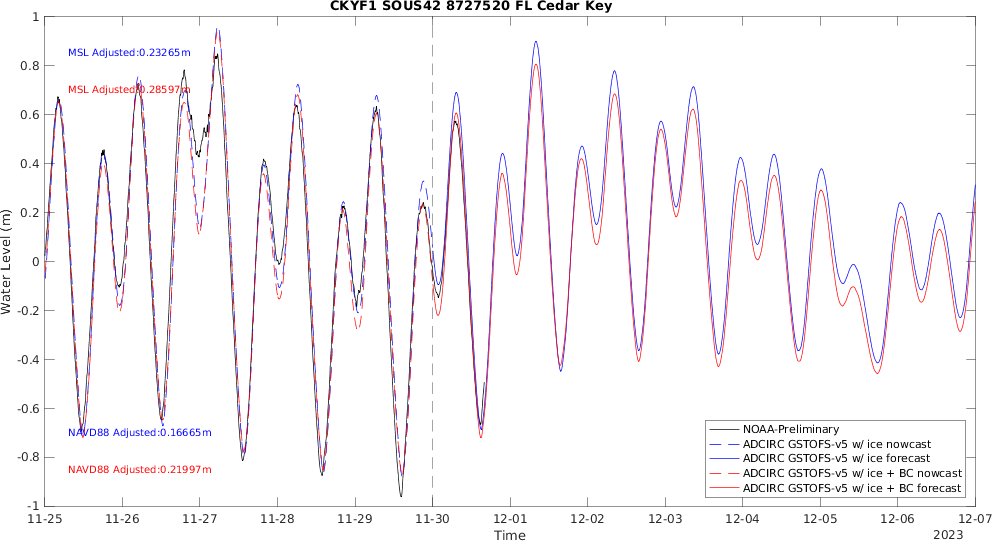 CKYF1 SOUS42 8727520 FL Cedar Key
1
0.8
0.6
0.4
0.2
0
-0.2
-0.4
-0.6
-0.8
-1
Water Level (m)
MSL Adjusted:0.23265m
MSL Adjusted:0.28597m
NAVD88 Adjusted:0.16665m
NAVD88 Adjusted:0.21997m
NOAA-Preliminary
ADCIRC GSTOFS-v5 w/ ice nowcast
ADCIRC GSTOFS-v5 w/ ice forecast
ADCIRC GSTOFS-v5 w/ ice + BC nowcast
ADCIRC GSTOFS-v5 w/ ice + BC forecast
11-25 11-26 11-27 11-28 11-29 11-30 12-01 12-02 12-03 12-04 12-05 12-06 12-07
Time
2023